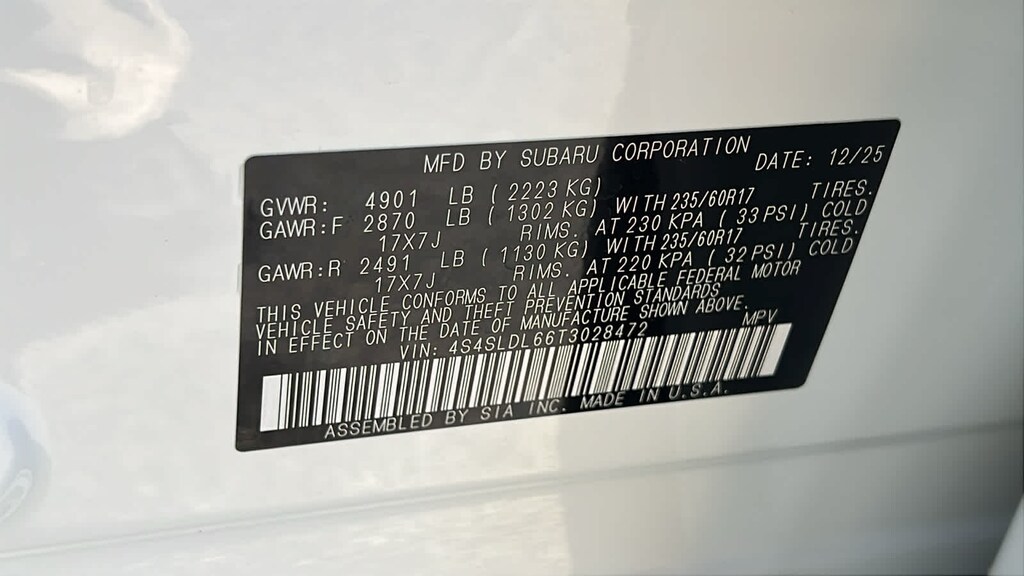 MFD BY SUBARU CORPORATION DATE: 12/25
GVWR: 4901 LB ( 2223 KG)
GAWR:F 2870 LB ( 1302 KG) WITH 235/60R17 TIRES.
17X7J RIMS. AT 230 KPA ( 33 PSI) COLD
GAWR:R 2491 LB ( 1130 KG) WITH 235/60R17 TIRES.
17X7J RIMS. AT 220 KPA ( 32 PSI) COLD
THIS VEHICLE CONFORMS TO ALL APPLICABLE FEDERAL MOTOR
VEHICLE SAFETY AND THEFT PREVENTION STANDARDS
IN EFFECT ON THE DATE OF MANUFACTURE SHOWN ABOVE.
VIN: 4S4SLDL66T3028472 MPV
ASSEMBLED BY SIA INC. MADE IN U.S.A.